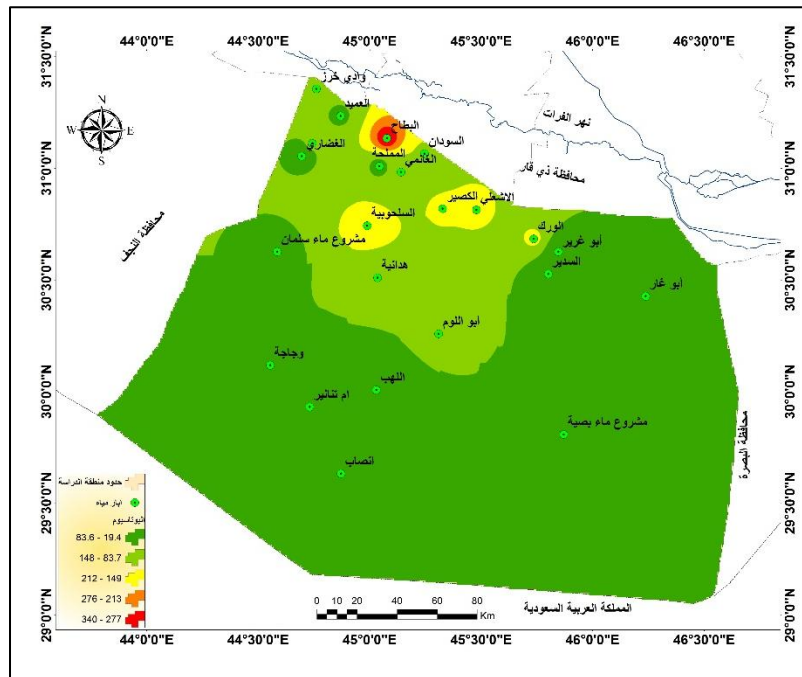 44°0'0"E
44°30'0"E
45°0'0"E
45°30'0"E
46°0'0"E
46°30'0"E
31°30'0"N
31°30'0"N
31°0'0"N
31°0'0"N
30°30'0"N
30°30'0"N
30°0'0"N
30°0'0"N
29°30'0"N
29°30'0"N
29°0'0"N
29°0'0"N
N
W
E
S
وادي خرز
العميد
البطاح
السودان
الغضاري
المملحة
الغانمي
نهر الفرات
محافظة ذي قار
الاشعلي
الكصير
السلحوبية
الورك
أبو غرير
السدير
أبو غار
محافظة النجف
مشروع ماء سلمان
هدانية
أبو اللوم
وجاجة
اللهب
ام تنانير
مشروع ماء بصية
انصاب
محافظة البصرة
حدود منطقة الدراسة
ابار مياه
البوتاسيوم
83.6 - 19.4
148 - 83.7
212 - 149
276 - 213
340 - 277
0 10 20 40 60 80
Km
المملكة العربية السعودية
44°0'0"E
44°30'0"E
45°0'0"E
45°30'0"E
46°0'0"E
46°30'0"E